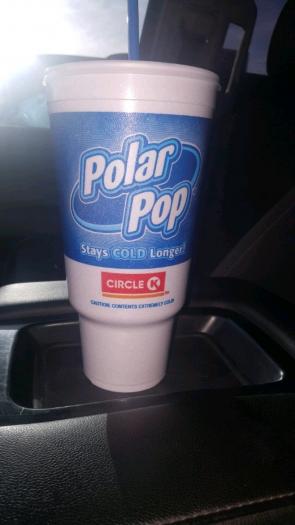 Polar
Pop
Stays COLD Longer!
CIRCLE K
CAUTION: CONTENTS EXTREMELY COLD